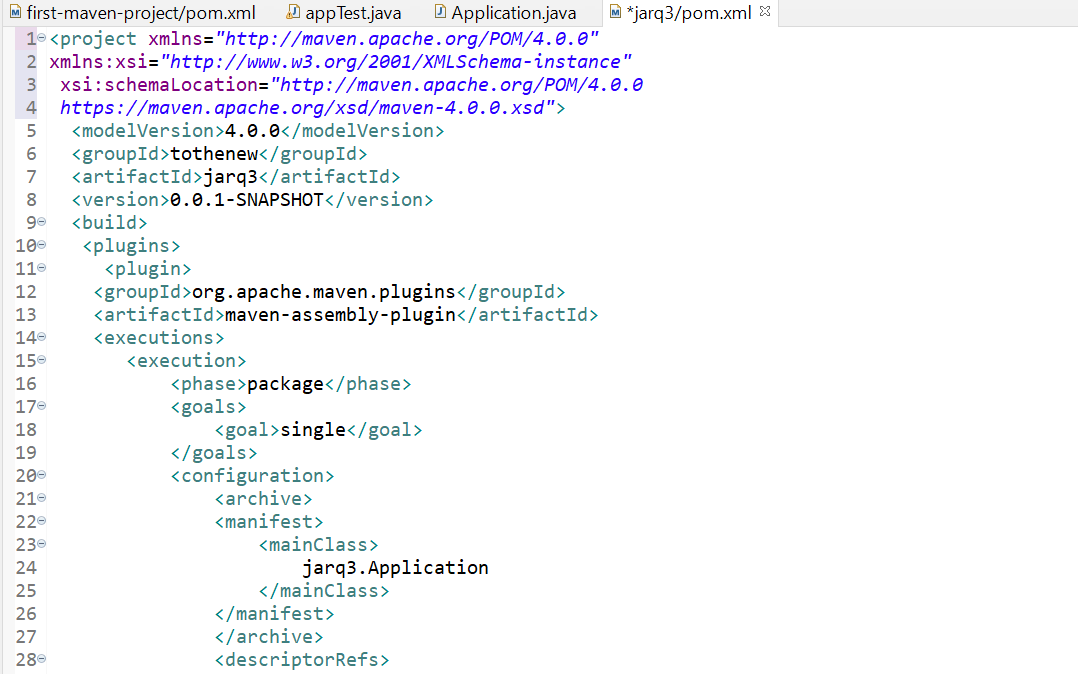 first-maven-project/pom.xml appTest.java Application.java *jarq3/pom.xml
1 <project xmlns="http://maven.apache.org/POM/4.0.0"
2 xmlns:xsi="http://www.w3.org/2001/XMLSchema-instance"
3 xsi:schemaLocation="http://maven.apache.org/POM/4.0.0
4 https://maven.apache.org/xsd/maven-4.0.0.xsd">
5 <modelVersion>4.0.0</modelVersion>
6 <groupId>tothenew</groupId>
7 <artifactId>jarq3</artifactId>
8 <version>0.0.1-SNAPSHOT</version>
9 <build>
10 <plugins>
11 <plugin>
12 <groupId>org.apache.maven.plugins</groupId>
13 <artifactId>maven-assembly-plugin</artifactId>
14 <executions>
15 <execution>
16 <phase>package</phase>
17 <goals>
18 <goal>single</goal>
19 </goals>
20 <configuration>
21 <archive>
22 <manifest>
23 <mainClass>
24 jarq3.Application
25 </mainClass>
26 </manifest>
27 </archive>
28 <descriptorRefs>